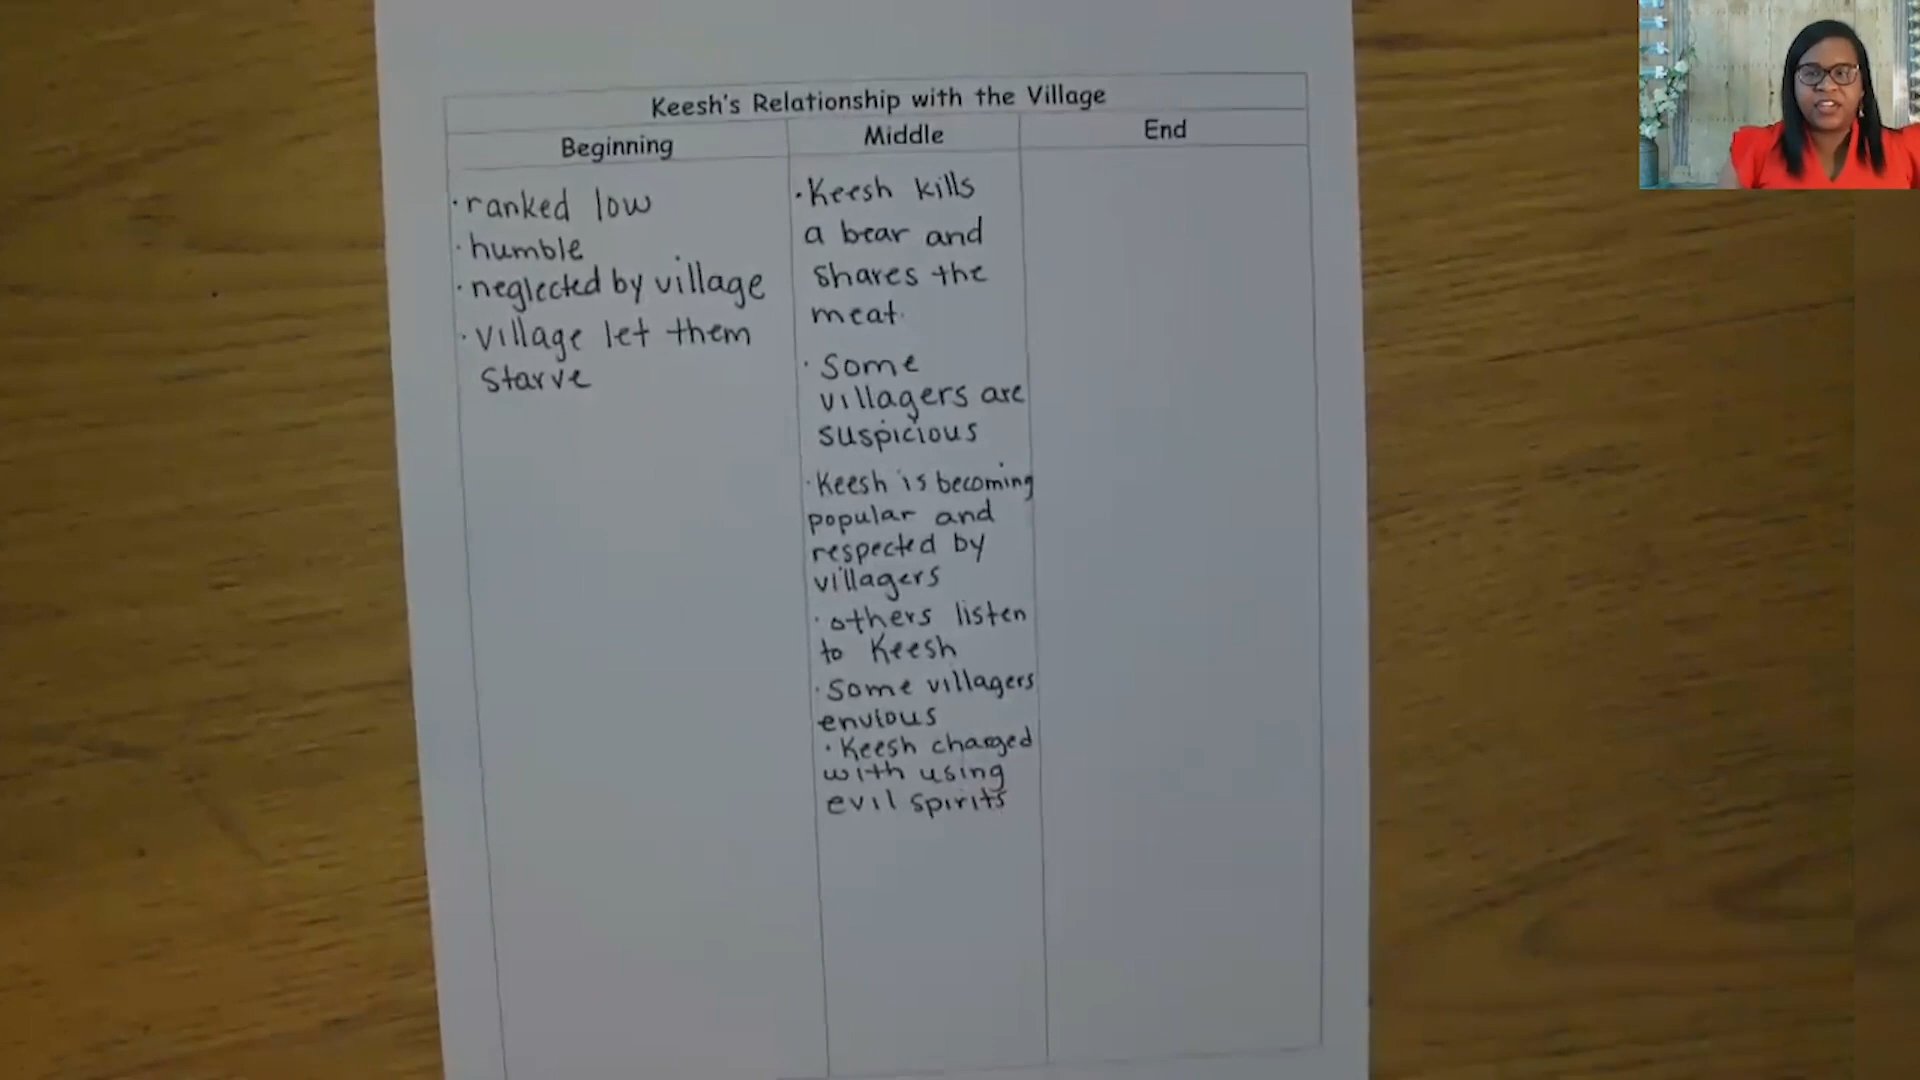 Keesh's Relationship with the Village
Beginning
Middle
End
·ranked low
·humble
·neglected by village
·village let them
starve
·Keesh kills
a bear and
shares the
meat.
·Some
villagers are
suspicious
·Keesh is becoming
popular and
respected by
villagers
·others listen
to Keesh
·Some villagers
envious
·Keesh charged
with using
evil spirits